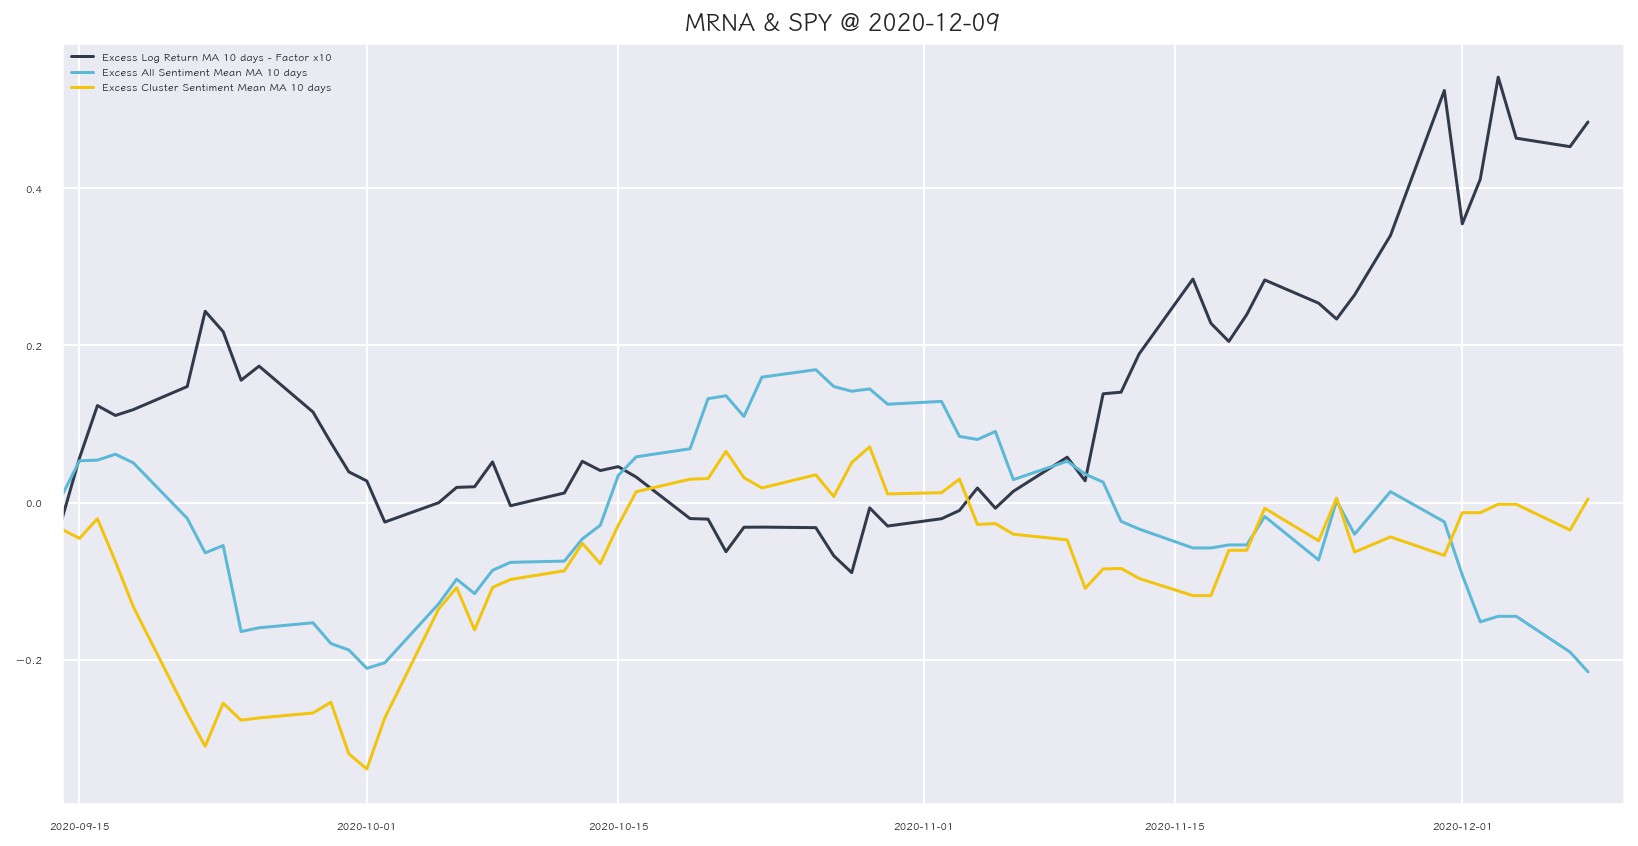 MRNA & SPY @ 2020-12-09
Excess Log Return MA 10 days - Factor x10
Excess All Sentiment Mean MA 10 days
Excess Cluster Sentiment Mean MA 10 days
0.4
0.2
0.0
−0.2
2020-09-15
2020-10-01
2020-10-15
2020-11-01
2020-11-15
2020-12-01